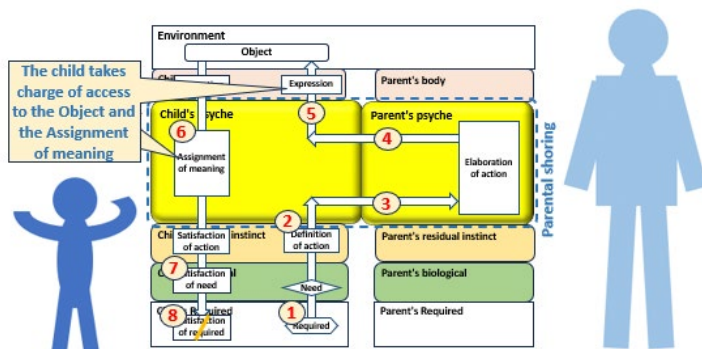 Environment
Object
The child takes
charge of access
to the Object and
the Assignment
of meaning
Expression
Parent's body
5
Child's psyche
Parent's psyche
6
4
Assignment
of meaning
Elaboration
of action
3
Parental shoring
2
Satisfaction
of action
instinct
Definition
of action
Parent's residual instinct
7
Satisfaction
of need
Need
Parent's biological
8
Required
1
Satisfaction
of required
Required
Parent's Required